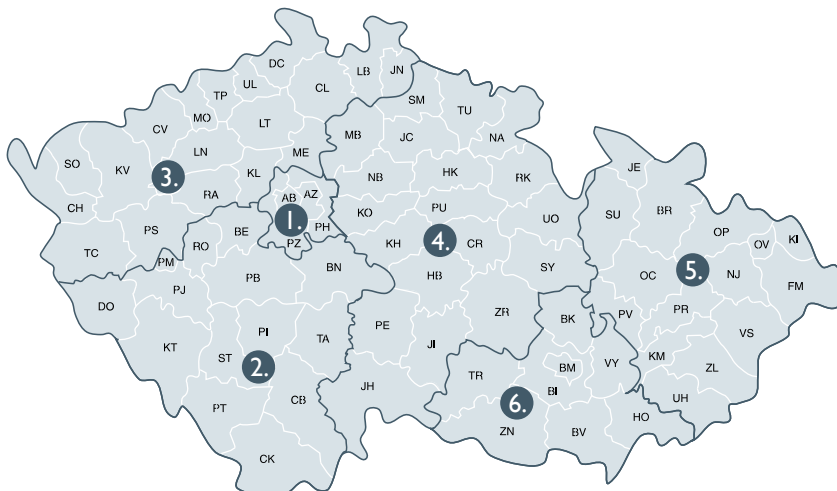 DC
LB
JN
UL
TP
CL
SM
TU
MO
CV
LT
MB
JC
NA
LN
ME
SO
KV
3.
KL
NB
HK
RK
JE
RA
AB
AZ
CH
KO
PU
UO
SU
BR
PS
1.
PH
RO
BE
PZ
KH
4.
CR
OP
OV
KI
TC
PM
BN
SY
OC
5.
NJ
FM
PJ
PB
HB
DO
ZR
BK
PV
PR
VS
KT
PI
TA
PE
JI
ST
2.
TR
BM
VY
KM
ZL
JH
BI
UH
PT
CB
6.
HO
ZN
BV
CK